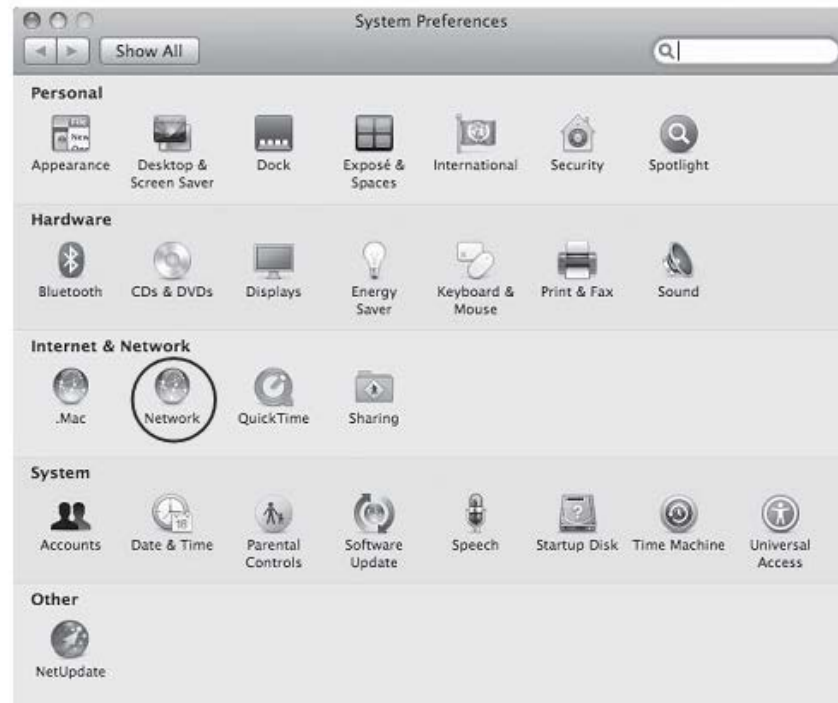 System Preferences
Show All
Personal
Appearance
Desktop &
Screen Saver
Dock
Exposé &
Spaces
International
Security
Spotlight
Hardware
Bluetooth
CDs & DVDs
Displays
Energy
Saver
Keyboard &
Mouse
Print & Fax
Sound
Internet & Network
.Mac
Network
QuickTime
Sharing
System
Accounts
Date & Time
Parental
Controls
Software
Update
Speech
Startup Disk
Time Machine
Universal
Access
Other
NetUpdate